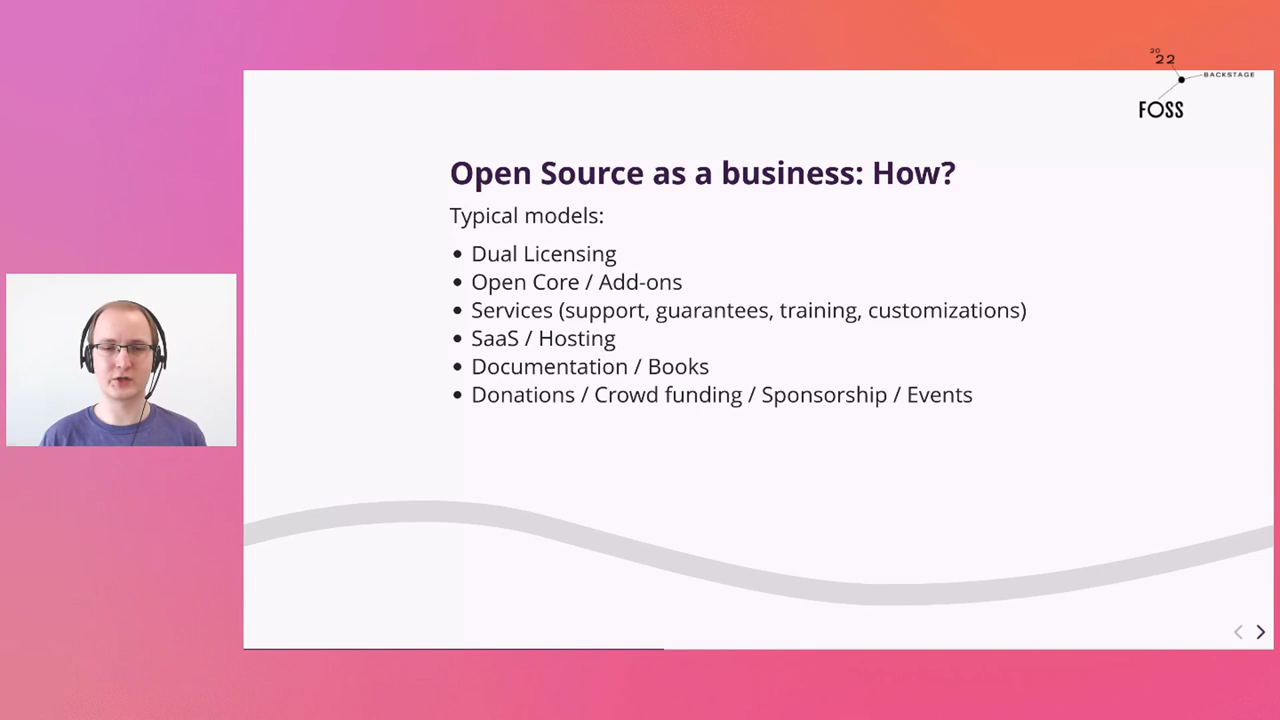 20
22
BACKSTAGE
FOSS
Open Source as a business: How?
Typical models:
• Dual Licensing
• Open Core / Add-ons
• Services (support, guarantees, training, customizations)
• SaaS / Hosting
• Documentation / Books
• Donations / Crowd funding / Sponsorship / Events